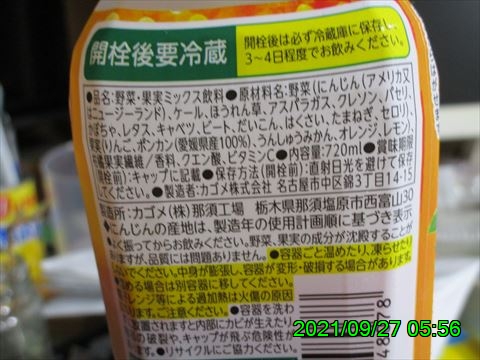 開栓後要冷蔵
開栓後は必ず冷蔵庫に保存し、
3〜4日程度でお飲みください。
●品名:野菜・果実ミックス飲料 ●原材料名:野菜(にんじん(アメリカ又
はニュージーランド)、ケール、ほうれん草、アスパラガス、クレソン、パセリ、
かぼちゃ、レタス、キャベツ、ビート、だいこん、はくさい、たまねぎ、セロリ)、
(りんご、ポンカン(愛媛県産100%)、うんしゅうみかん、オレンジ、レモン)
果実繊維/香料、クエン酸、ビタミンC ●内容量:720ml ●賞味期限
(開栓前):キャップに記載 ●保存方法(開栓前):直射日光を避けて保存
してください。 ●製造者:カゴメ株式会社 名古屋市中区錦3丁目14-15
製造所:カゴメ(株)那須工場 栃木県那須塩原市西富山30
●にんじんの産地は、製造年の使用計画順に基づき表示
よく振ってからお飲みください。野菜、果実の成分が沈殿することが
ありますが、品質には問題ありません。 ●容器ごと温めたり、凍らせたり
しないでください。中身が膨張し、容器が変形・破損する場合があります。
温める場合は別容器に移してください。
レンジ等による過加熱は火傷の原因
ります。ご注意ください。 ●容器を洗わ
放置されますと内部にカビが生えたり、
の破裂や、キャップが飛ぶ危険性が
●リサイクルにご協力ください。
2021/09/27 05:56